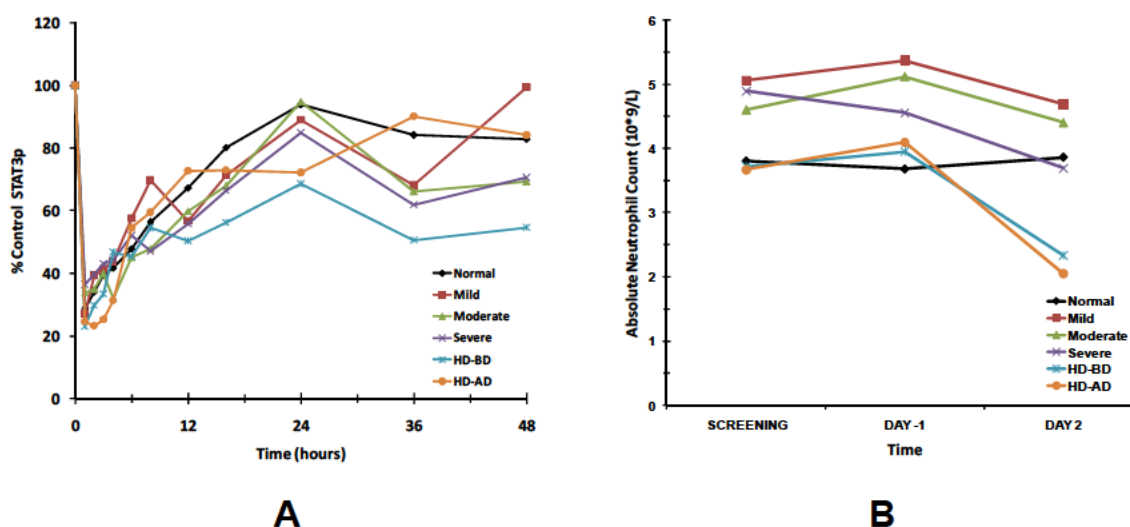 120
100
80
60
40
20
0
% Control STAT3p
0 12 24 36 48
Time (hours)
Normal
Mild
Moderate
Severe
HD-BD
HD-AD
A
6
5
4
3
2
1
0
Absolute Neutrophil Count (10*9/L)
SCREENING DAY -1 DAY 2
Time
Normal
Mild
Moderate
Severe
HD-BD
HD-AD
B